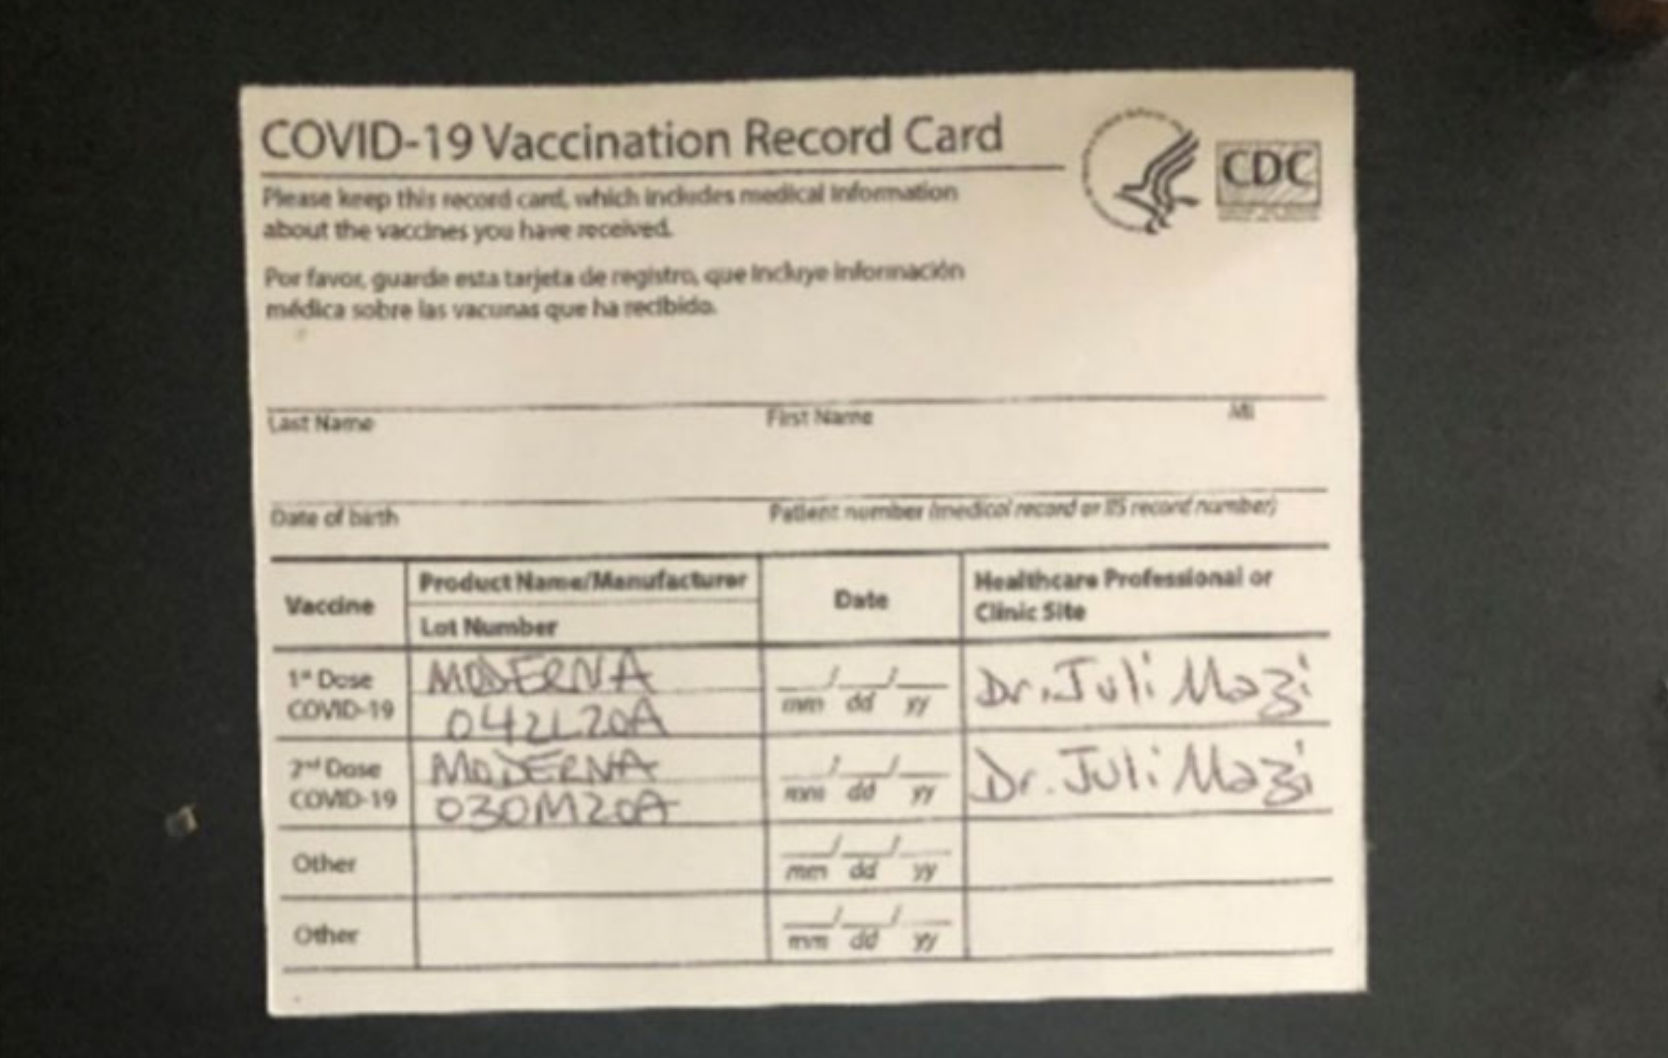 COVID-19 Vaccination Record Card
CDC
Please keep this record card, which includes medical information
about the vaccines you have received.
Por favor, guarde esta tarjeta de registro, que incluye información
médica sobre las vacunas que ha recibido.
Last Name First Name MI
Date of birth Patient number (medical record or IIS record number)
Vaccine Product Name/Manufacturer Date Healthcare Professional or
Lot Number Clinic Site
1st Dose MODERNA Dr. Juli Mazi
COVID-19 042L20A mm dd yy
2nd Dose MODERNA Dr. Juli Mazi
COVID-19 030M20A mm dd yy
Other mm dd yy
Other mm dd yy